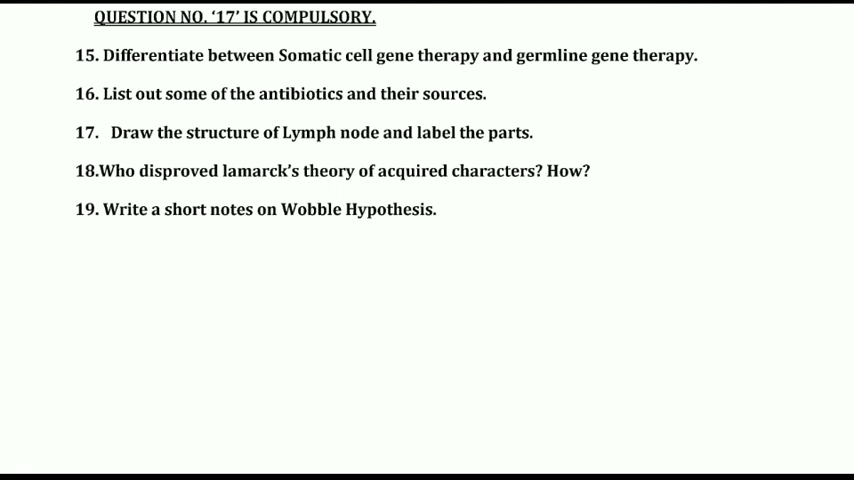 QUESTION NO. ‘17’ IS COMPULSORY.
15. Differentiate between Somatic cell gene therapy and germline gene therapy.
16. List out some of the antibiotics and their sources.
17. Draw the structure of Lymph node and label the parts.
18.Who disproved lamarck’s theory of acquired characters? How?
19. Write a short notes on Wobble Hypothesis.